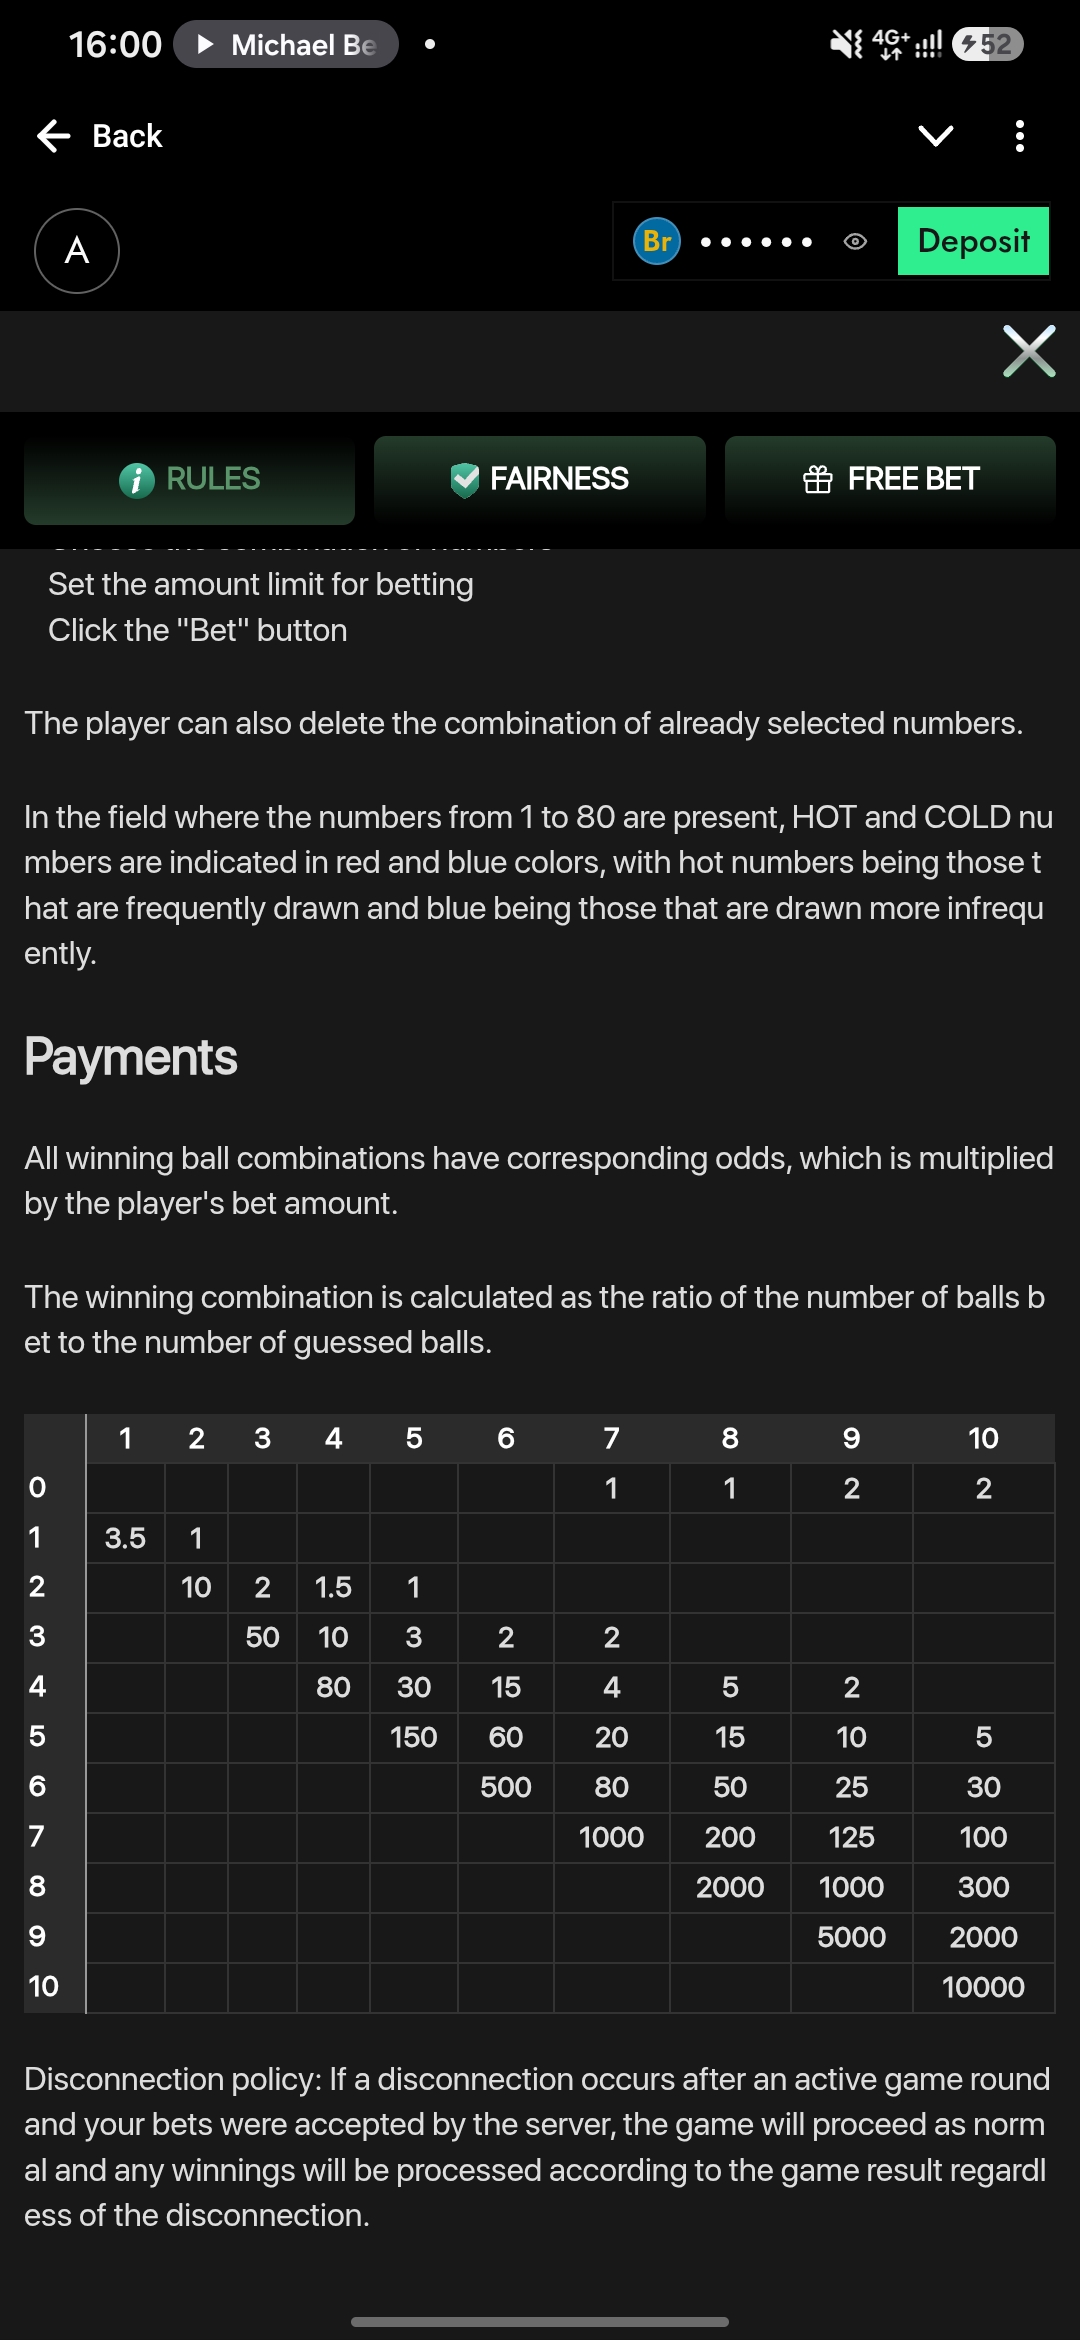 16:00 Michael Be 4G+ 52
Back
A Br Deposit
RULES FAIRNESS FREE BET
Choose the combination of numbers
Set the amount limit for betting
Click the "Bet" button
The player can also delete the combination of already selected numbers.
In the field where the numbers from 1 to 80 are present, HOT and COLD nu
mbers are indicated in red and blue colors, with hot numbers being those t
hat are frequently drawn and blue being those that are drawn more infrequ
ently.
Payments
All winning ball combinations have corresponding odds, which is multiplied
by the player's bet amount.
The winning combination is calculated as the ratio of the number of balls b
et to the number of guessed balls.
1 2 3 4 5 6 7 8 9 10
0 1 1 2 2
1 3.5 1
2 10 2 1.5 1
3 50 10 3 2 2
4 80 30 15 4 5 2
5 150 60 20 15 10 5
6 500 80 50 25 30
7 1000 200 125 100
8 2000 1000 300
9 5000 2000
10 10000
Disconnection policy: If a disconnection occurs after an active game round
and your bets were accepted by the server, the game will proceed as norm
al and any winnings will be processed according to the game result regardl
ess of the disconnection.